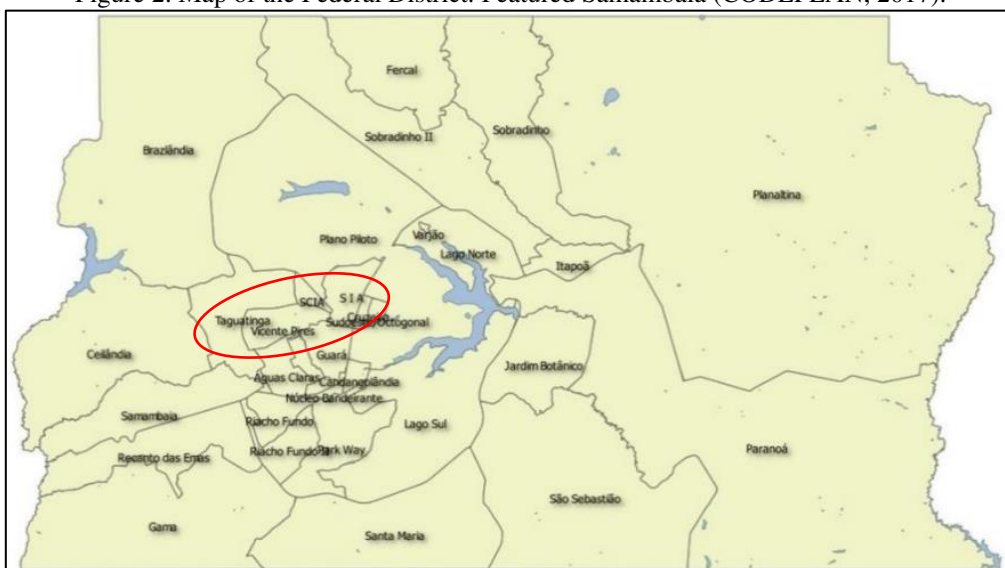 Figure 2. Map of the Federal District. Featured Samambaia (CODEPLAN, 2017).
Fercal
Sobradinho II
Sobradinho
Brazlândia
Planaltina
Plano Piloto
Varjão
Lago Norte
Itapoã
SCIA
S I A
Taguatinga
Cruzeiro
Sudoeste/Octogonal
Vicente Pires
Ceilândia
Guará
Jardim Botânico
Águas Claras
Candangolândia
Núcleo Bandeirante
Samambaia
Riacho Fundo
Lago Sul
Recanto das Emas
Riacho Fundo II
Park Way
Paranoá
São Sebastião
Gama
Santa Maria